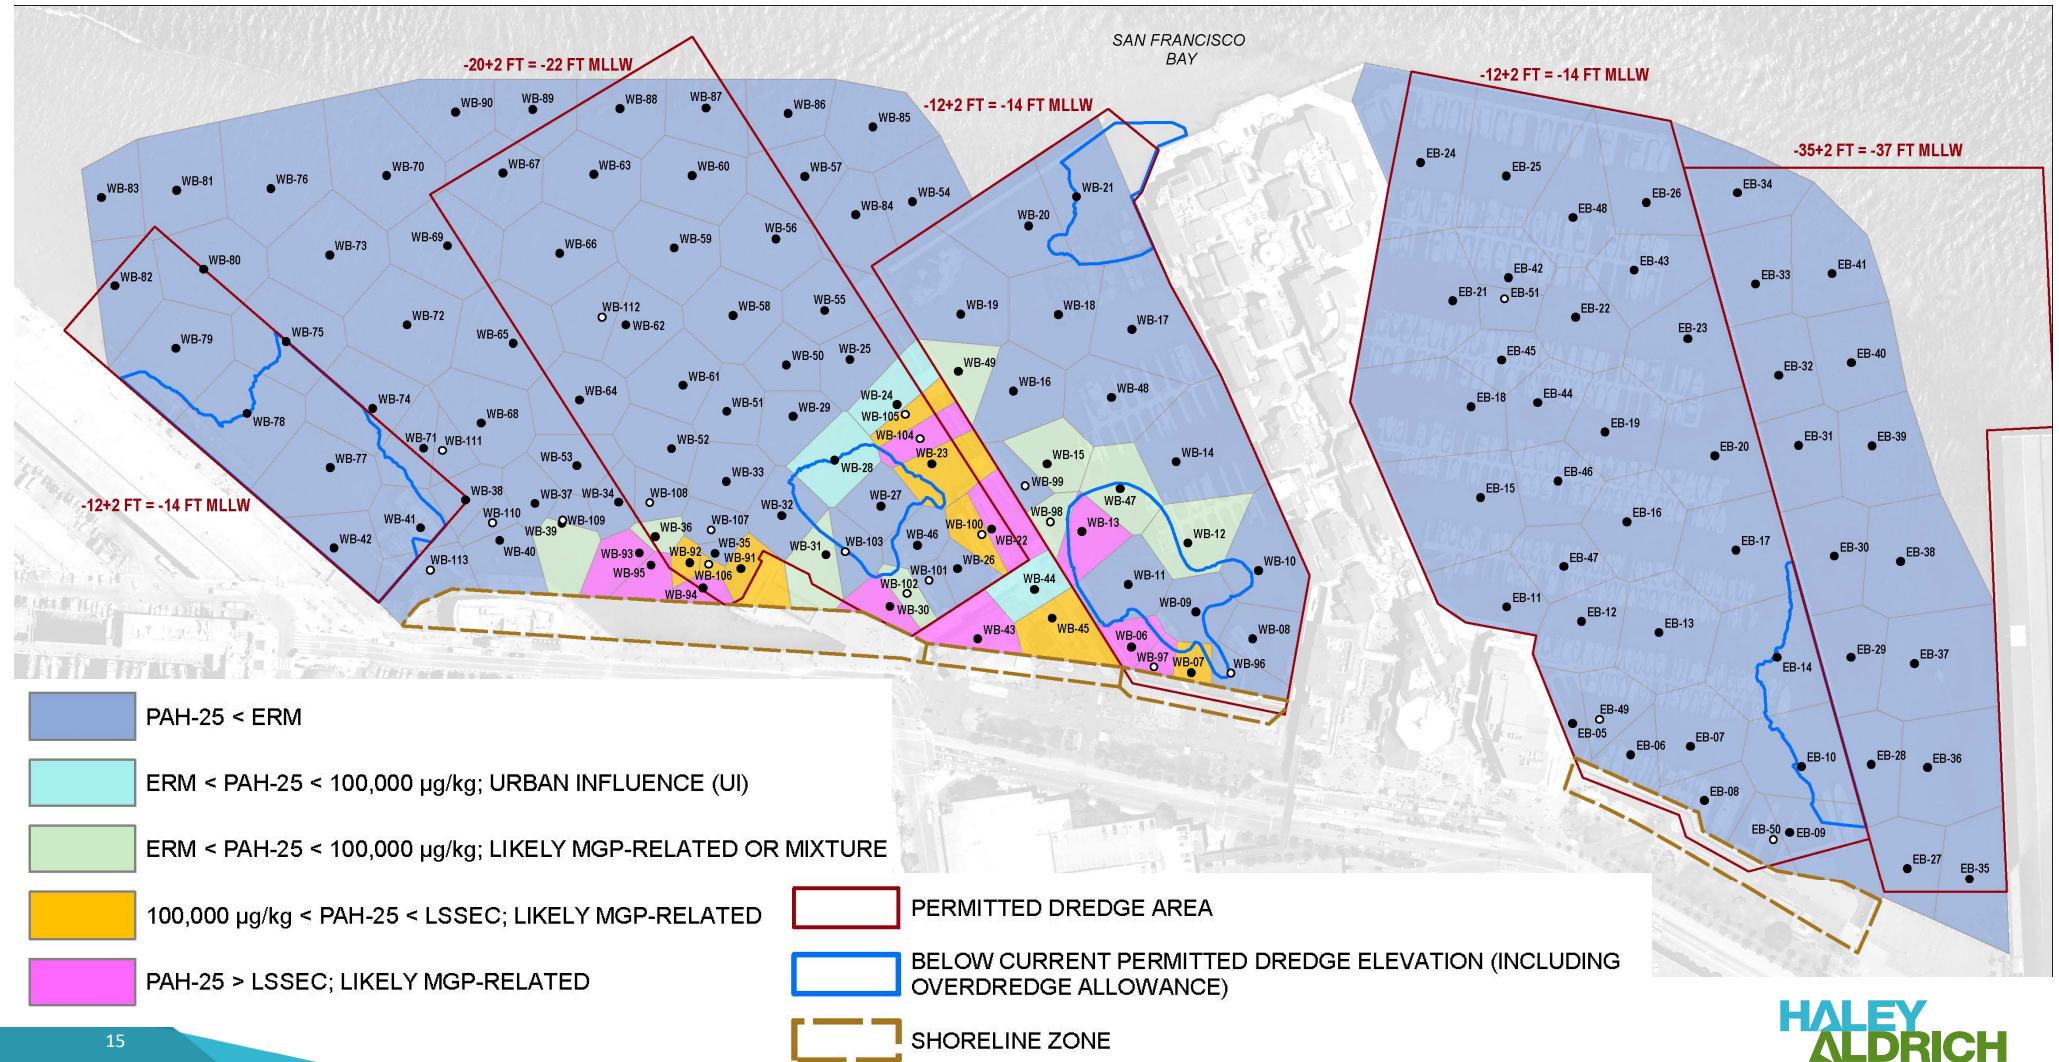 SAN FRANCISCO
BAY
-20+2 FT = -22 FT MLLW
-12+2 FT = -14 FT MLLW
-12+2 FT = -14 FT MLLW
-35+2 FT = -37 FT MLLW
-12+2 FT = -14 FT MLLW
WB-90
WB-89
WB-88
WB-87
WB-86
WB-85
WB-83
WB-81
WB-76
WB-70
WB-67
WB-63
WB-60
WB-57
WB-54
WB-84
WB-82
WB-80
WB-73
WB-69
WB-66
WB-59
WB-56
WB-21
WB-20
WB-79
WB-75
WB-72
WB-65
WB-112
WB-62
WB-58
WB-55
WB-19
WB-18
WB-17
WB-50
WB-25
WB-49
WB-78
WB-74
WB-68
WB-64
WB-61
WB-51
WB-29
WB-24
WB-105
WB-16
WB-48
WB-77
WB-71
WB-111
WB-53
WB-52
WB-33
WB-28
WB-104
WB-23
WB-15
WB-14
WB-99
WB-47
WB-38
WB-37
WB-34
WB-108
WB-32
WB-27
WB-98
WB-13
WB-12
WB-41
WB-110
WB-39
WB-109
WB-36
WB-107
WB-100
WB-22
WB-42
WB-40
WB-113
WB-93
WB-95
WB-92
WB-35
WB-91
WB-106
WB-94
WB-31
WB-103
WB-46
WB-26
WB-101
WB-102
WB-30
WB-44
WB-43
WB-45
WB-11
WB-10
WB-09
WB-08
WB-06
WB-97
WB-07
WB-96
EB-24
EB-25
EB-26
EB-34
EB-48
EB-42
EB-43
EB-33
EB-41
EB-21
EB-51
EB-22
EB-23
EB-45
EB-32
EB-40
EB-18
EB-44
EB-19
EB-20
EB-31
EB-39
EB-15
EB-46
EB-16
EB-17
EB-30
EB-38
EB-47
EB-11
EB-12
EB-13
EB-14
EB-29
EB-37
EB-49
EB-05
EB-06
EB-07
EB-10
EB-28
EB-36
EB-08
EB-50
EB-09
EB-27
EB-35
PAH-25 < ERM
ERM < PAH-25 < 100,000 µg/kg; URBAN INFLUENCE (UI)
ERM < PAH-25 < 100,000 µg/kg; LIKELY MGP-RELATED OR MIXTURE
100,000 µg/kg < PAH-25 < LSSEC; LIKELY MGP-RELATED
PAH-25 > LSSEC; LIKELY MGP-RELATED
PERMITTED DREDGE AREA
BELOW CURRENT PERMITTED DREDGE ELEVATION (INCLUDING
OVERDREDGE ALLOWANCE)
SHORELINE ZONE
15
HALEY
ALDRICH